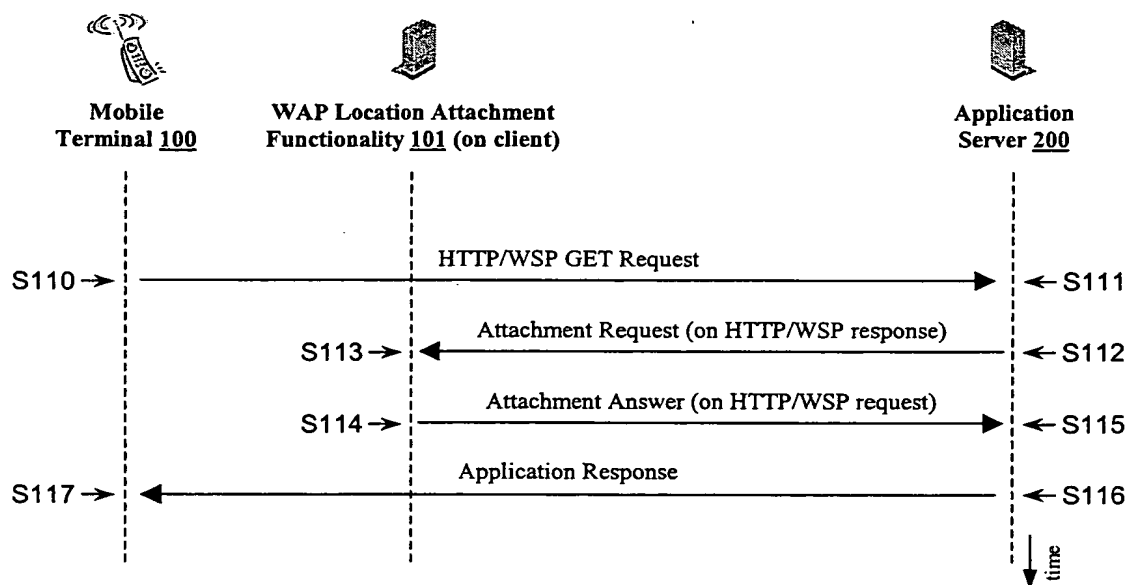 Mobile
Terminal 100
WAP Location Attachment
Functionality 101 (on client)
Application
Server 200
HTTP/WSP GET Request
S110
S111
Attachment Request (on HTTP/WSP response)
S113
S112
Attachment Answer (on HTTP/WSP request)
S114
S115
Application Response
S117
S116
time